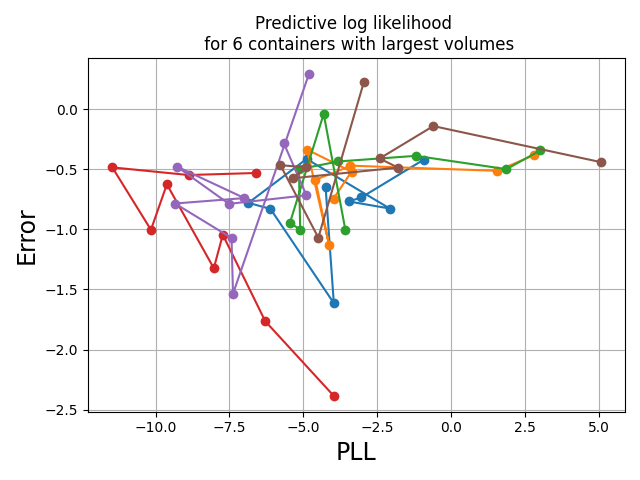 Predictive log likelihood
for 6 containers with largest volumes
0.0
−0.5
−1.0
−1.5
−2.0
−2.5
Error
−10.0 −7.5 −5.0 −2.5 0.0 2.5 5.0
PLL